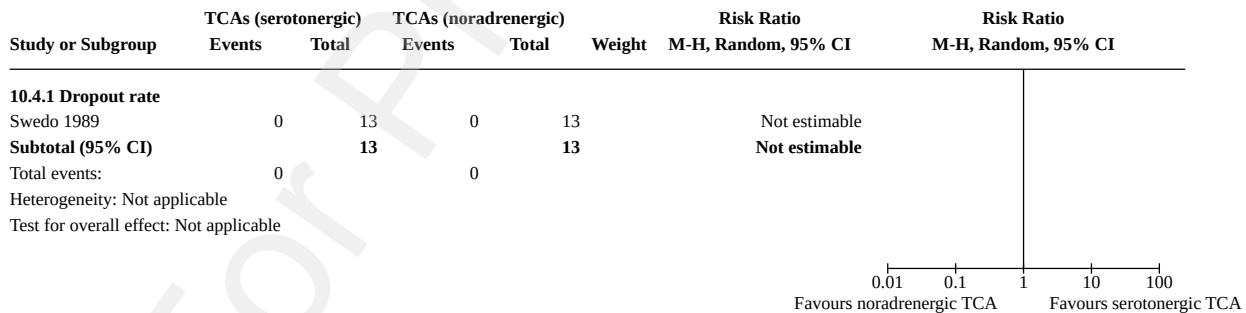 TCAs (serotonergic) TCAs (noradrenergic) Risk Ratio Risk Ratio
Study or Subgroup Events Total Events Total Weight M-H, Random, 95% CI M-H, Random, 95% CI
10.4.1 Dropout rate
Swedo 1989 0 13 0 13 Not estimable
Subtotal (95% CI) 13 13 Not estimable
Total events: 0 0
Heterogeneity: Not applicable
Test for overall effect: Not applicable
0.01 0.1 1 10 100
Favours noradrenergic TCA Favours serotonergic TCA
For Pr